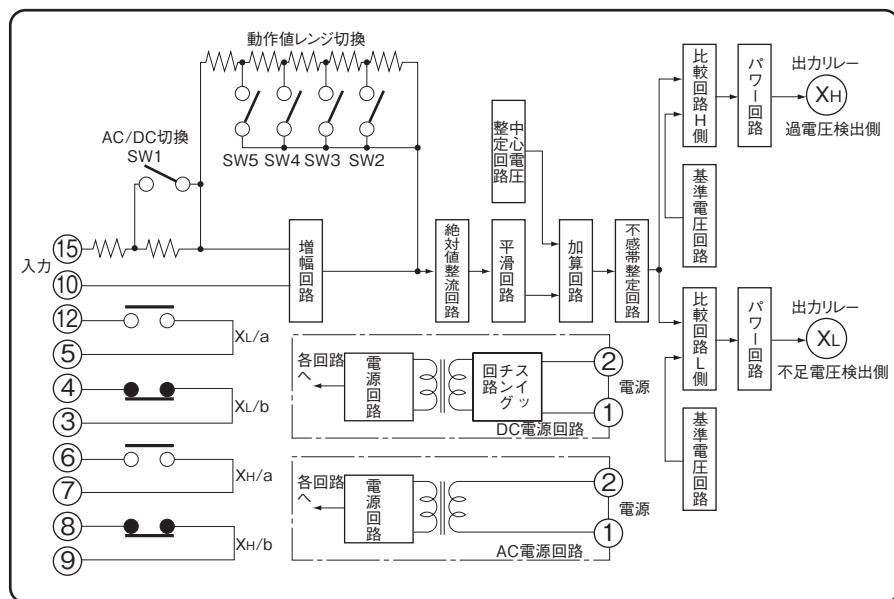 動作値レンジ切換
SW5 SW4 SW3 SW2
AC/DC切換
SW1
入力
⑮
⑩
⑫
⑤
④
③
⑥
⑦
⑧
⑨
XL/a
XL/b
XH/a
XH/b
増幅回路
絶対値整流回路
平滑回路
中心電圧
整定回路
加算回路
不感帯整定回路
比較回路H側
パワー回路
出力リレー
XH
過電圧検出側
基準電圧回路
比較回路L側
パワー回路
出力リレー
XL
不足電圧検出側
基準電圧回路
各回路
へ
電源回路
スイッ
チング
回路
②
①
電源
DC電源回路
各回路
へ
電源回路
②
①
電源
AC電源回路